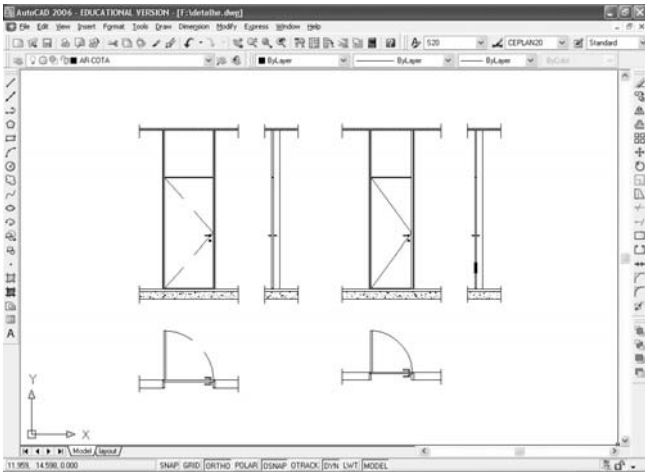 AutoCAD 2006 - EDUCATIONAL VERSION - [F:\detalhe.dwg]
File Edit View Insert Format Tools Draw Dimension Modify Express Window Help
S20 CEPLAN20 Standard
AR-COTA ByLayer ByLayer ByLayer ByColor
A
Y
X
Model Layout
11.959, 14.598, 0.000 SNAP GRID ORTHO POLAR OSNAP OTRACK DYN LWT MODEL